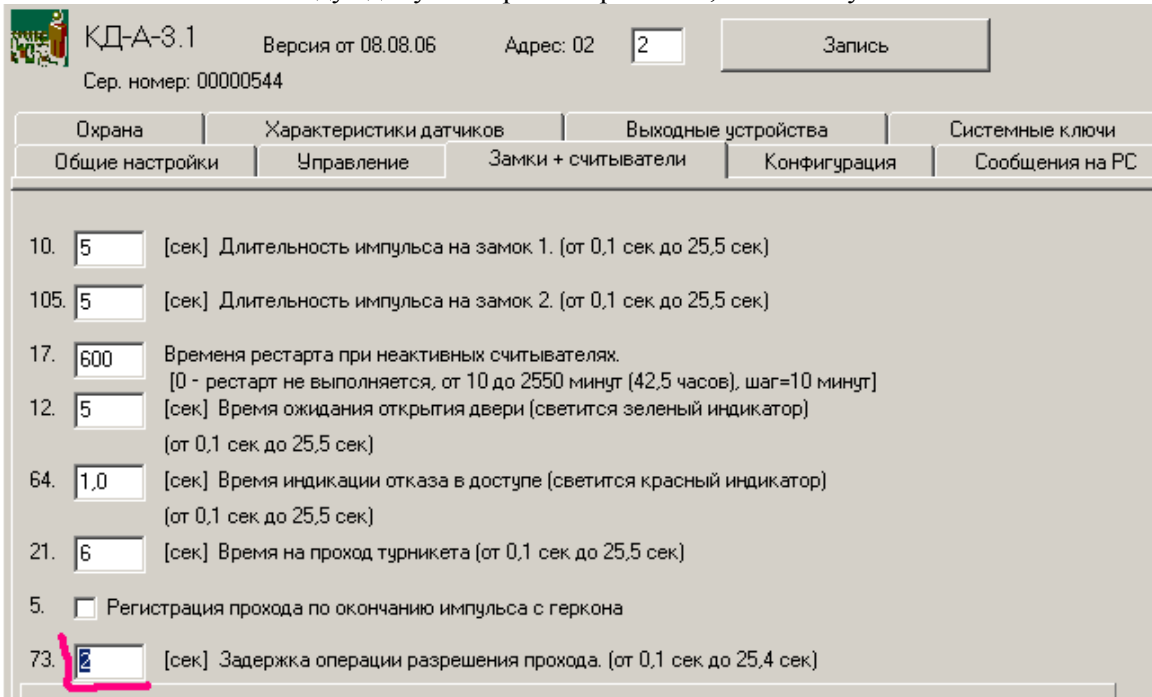 КД-А-3.1 Версия от 08.08.06 Адрес: 02 2 Запись
Сер. номер: 00000544
Охрана Характеристики датчиков Выходные устройства Системные ключи
Общие настройки Управление Замки + считыватели Конфигурация Сообщения на PC
10. 5 [сек] Длительность импульса на замок 1. (от 0,1 сек до 25,5 сек)
105. 5 [сек] Длительность импульса на замок 2. (от 0,1 сек до 25,5 сек)
17. 600 Временя рестарта при неактивных считывателях.
[0 - рестарт не выполняется, от 10 до 2550 минут (42,5 часов), шаг=10 минут]
12. 5 [сек] Время ожидания открытия двери (светится зеленый индикатор)
(от 0,1 сек до 25,5 сек)
64. 1,0 [сек] Время индикации отказа в доступе (светится красный индикатор)
(от 0,1 сек до 25,5 сек)
21. 6 [сек] Время на проход турникета (от 0,1 сек до 25,5 сек)
5. Регистрация прохода по окончанию импульса с геркона
73. 2 [сек] Задержка операции разрешения прохода. (от 0,1 сек до 25,4 сек)